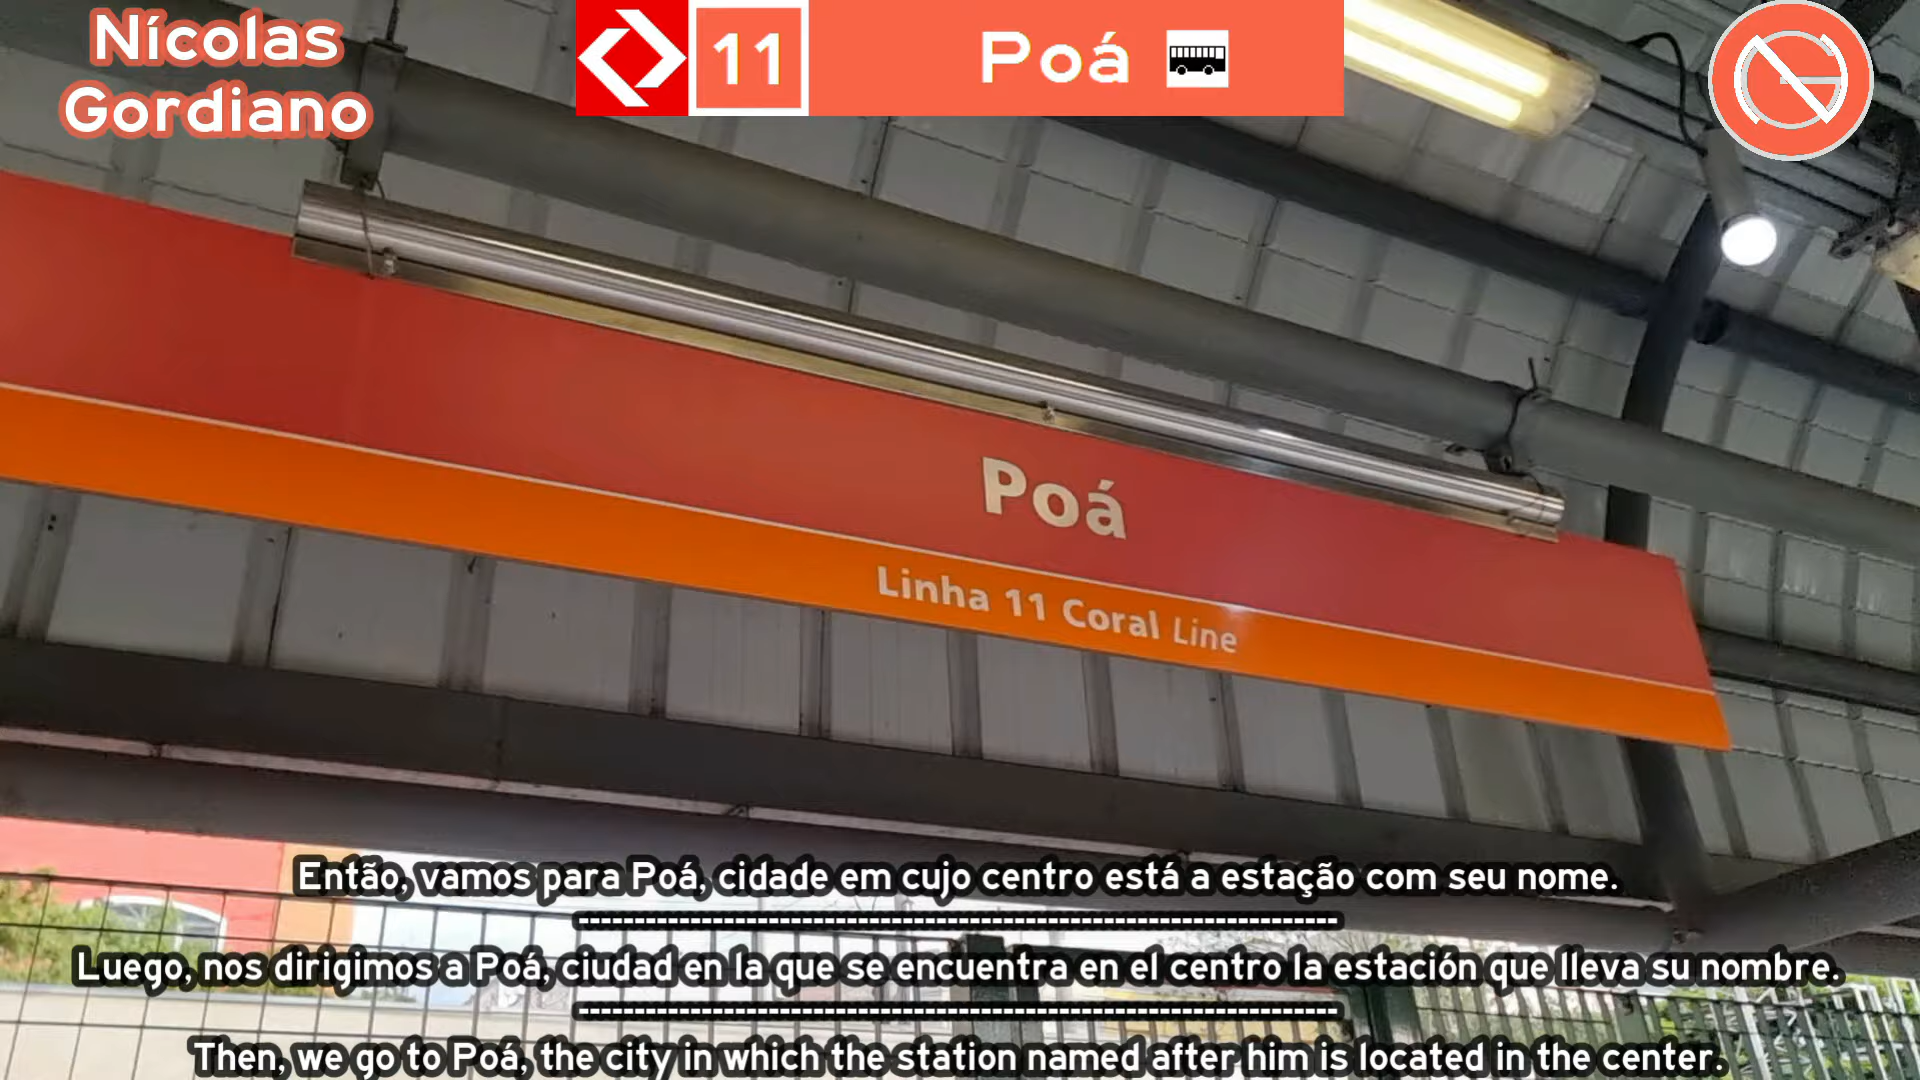 Nícolas
Gordiano
11 Poá
Poá
Linha 11 Coral Line
Então, vamos para Poá, cidade em cujo centro está a estação com seu nome.
Luego, nos dirigimos a Poá, ciudad en la que se encuentra en el centro la estación que lleva su nombre.
Then, we go to Poá, the city in which the station named after him is located in the center.